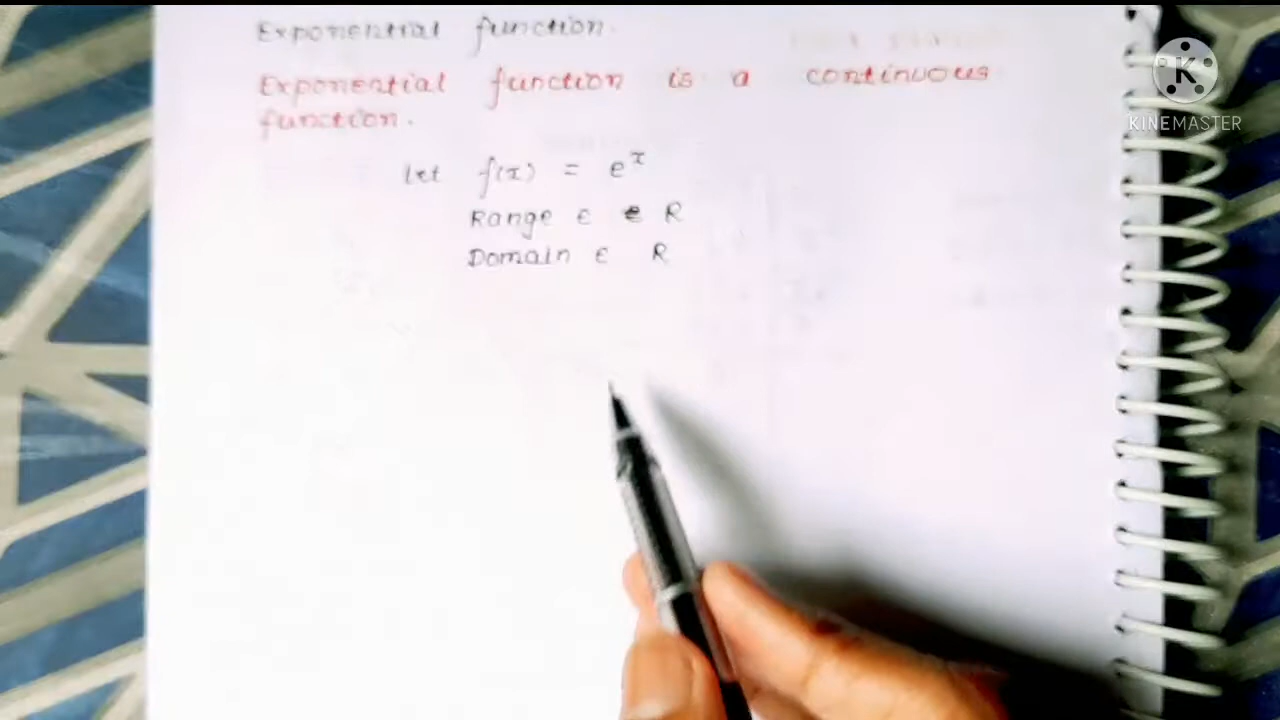 Exponential function.
Exponential function is a continuous
function.
let f(x) = e^x
Range ε R
Domain ε R
K
KINEMASTER